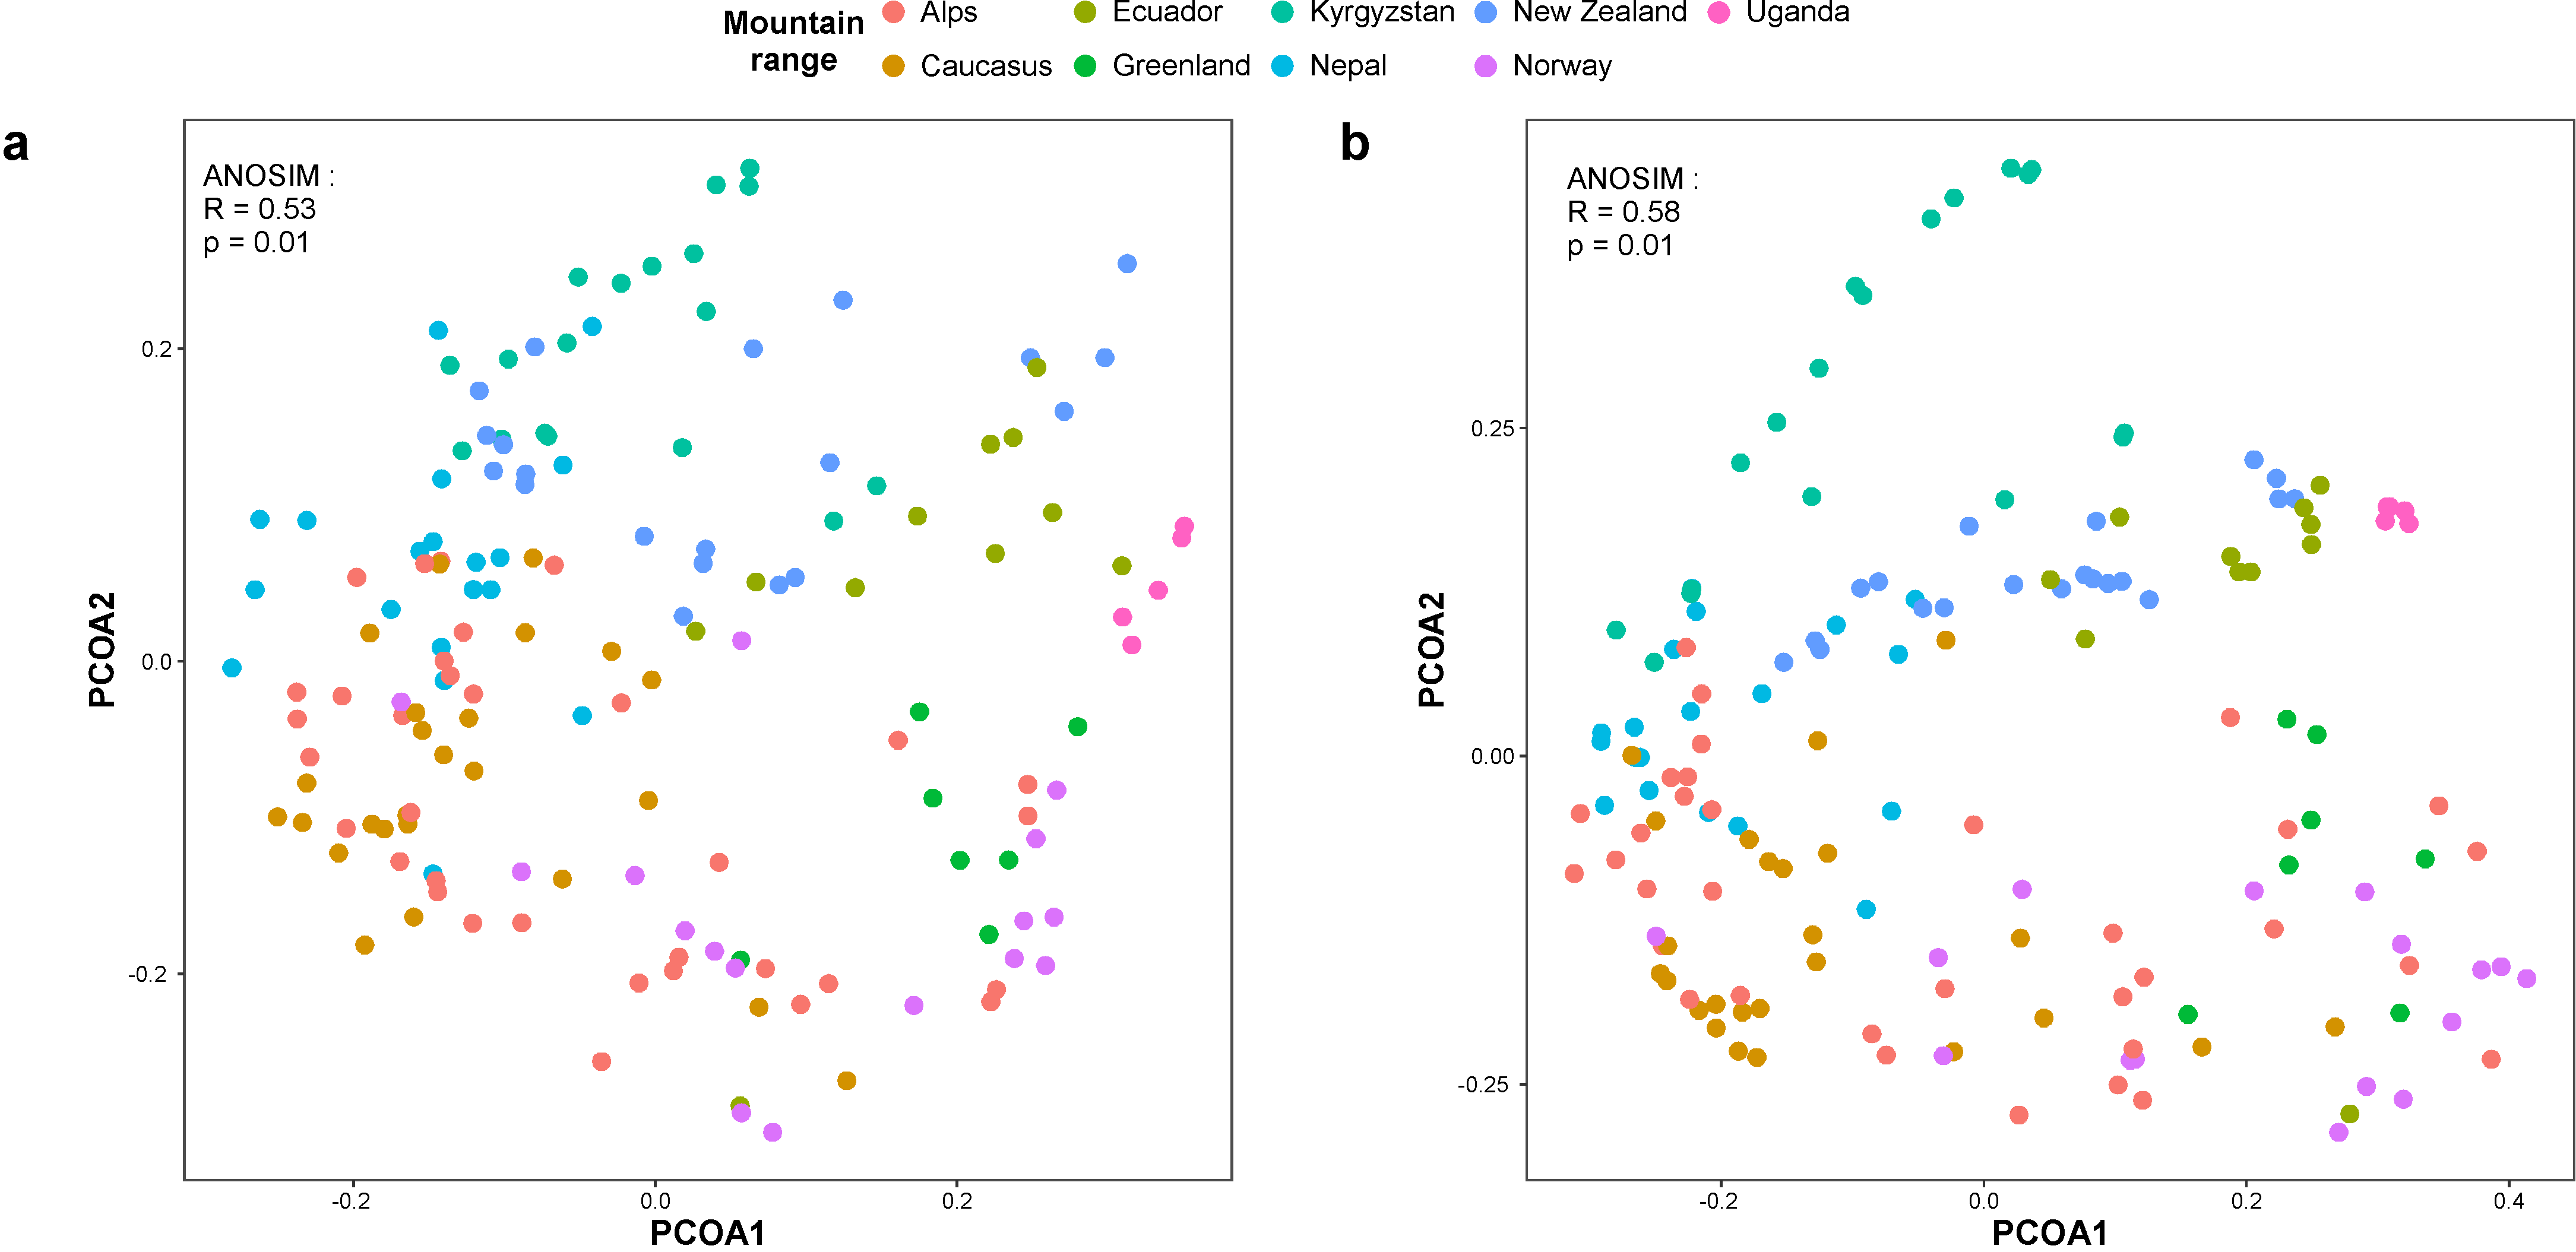 Mountain range
Alps Ecuador Kyrgyzstan New Zealand Uganda
Caucasus Greenland Nepal Norway
a
ANOSIM :
R = 0.53
p = 0.01
PCOA2
0.2
0.0
-0.2
-0.2 0.0 0.2
PCOA1
b
ANOSIM :
R = 0.58
p = 0.01
PCOA2
0.25
0.00
-0.25
-0.2 0.0 0.2 0.4
PCOA1